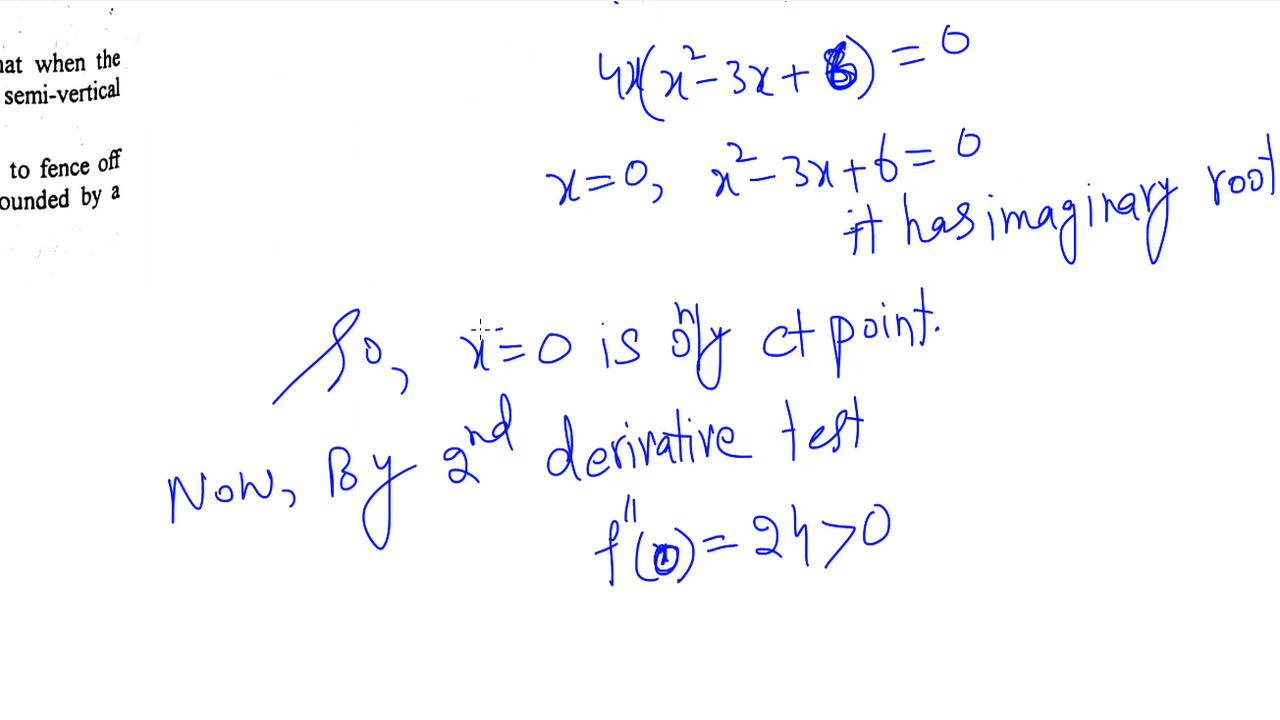 hat when the
semi-vertical
to fence off
ounded by a
4x(x²-3x+6)=0
x=0, x²-3x+6=0
it has imaginary root
So, x=0 is only ct point.
Now, By 2nd derivative test
f"(0)=24>0